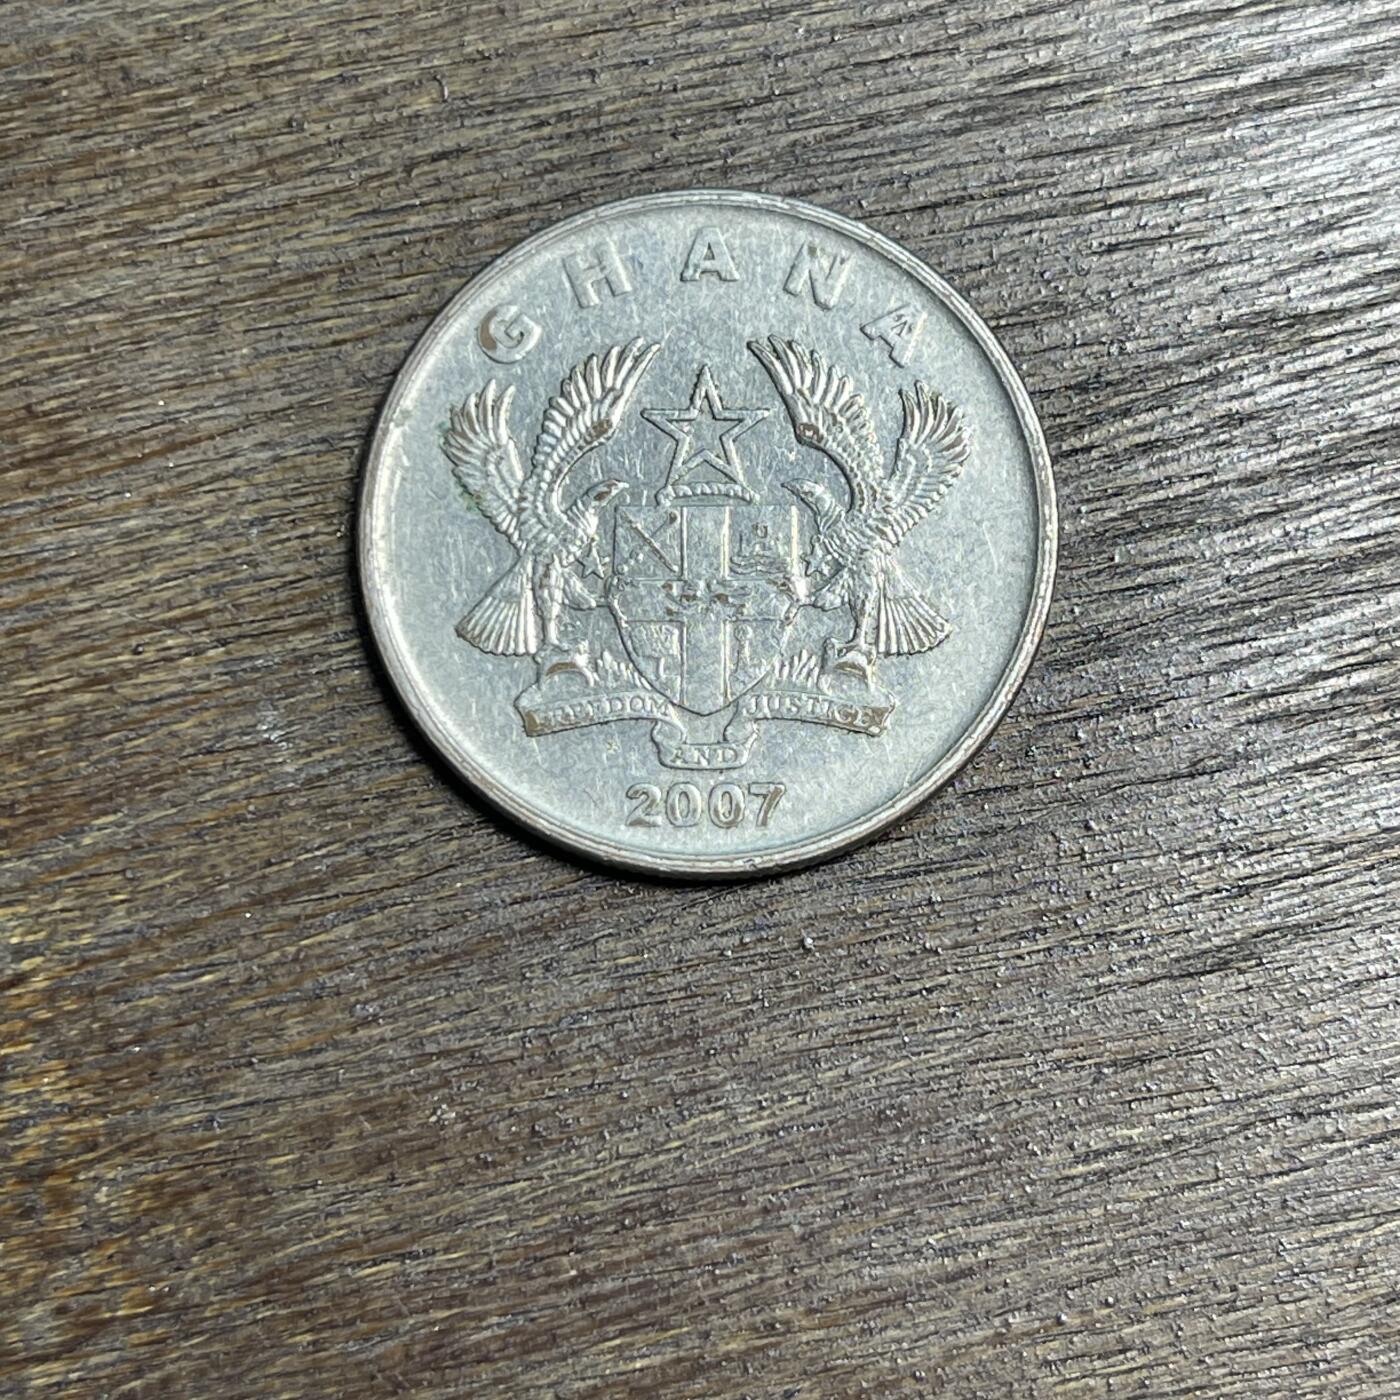 GHANA
FREEDOM JUSTICE
AND
2007